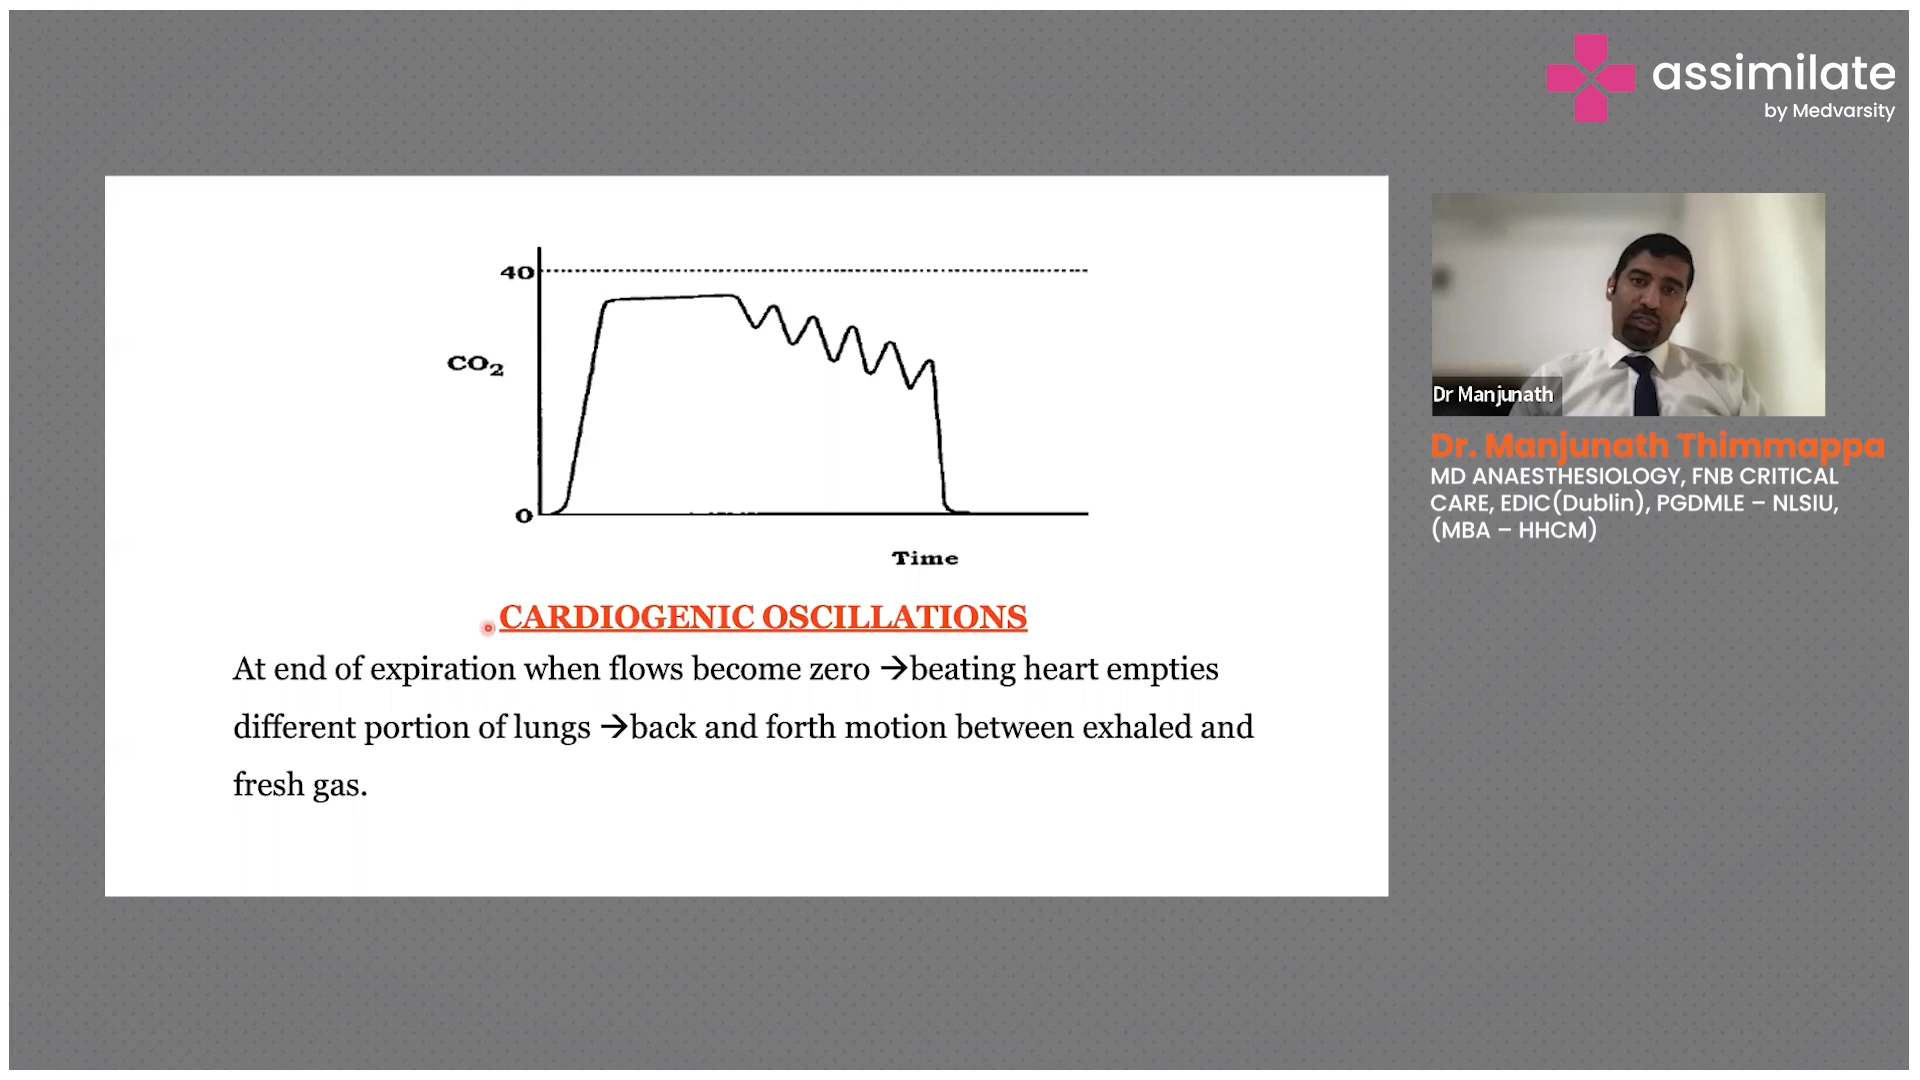 assimilate
by Medvarsity
40
CO₂
0
Time
CARDIOGENIC OSCILLATIONS
At end of expiration when flows become zero →beating heart empties
different portion of lungs →back and forth motion between exhaled and
fresh gas.
Dr Manjunath
Dr. Manjunath Thimmappa
MD ANAESTHESIOLOGY, FNB CRITICAL
CARE, EDIC(Dublin), PGDMLE – NLSIU,
(MBA – HHCM)